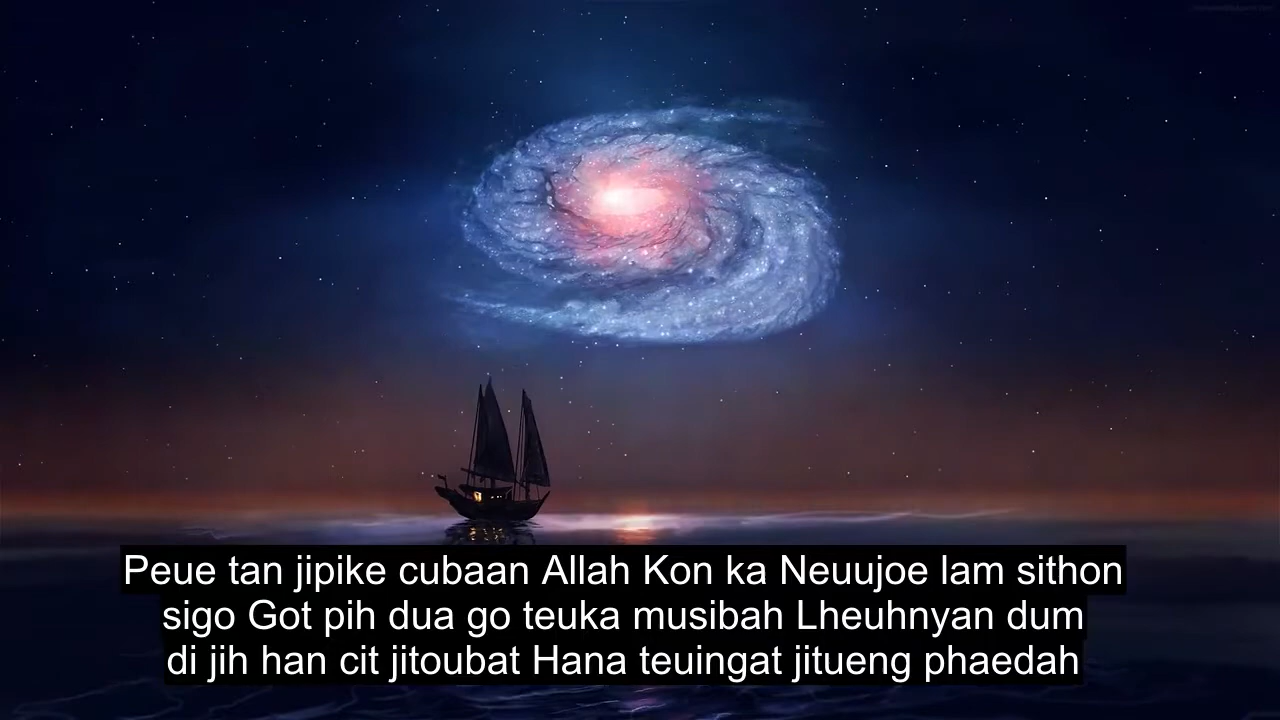 Peue tan jipike cubaan Allah Kon ka Neuujoe lam sithon
sigo Got pih dua go teuka musibah Lheuhnyan dum
di jih han cit jitoubat Hana teuingat jitueng phaedah